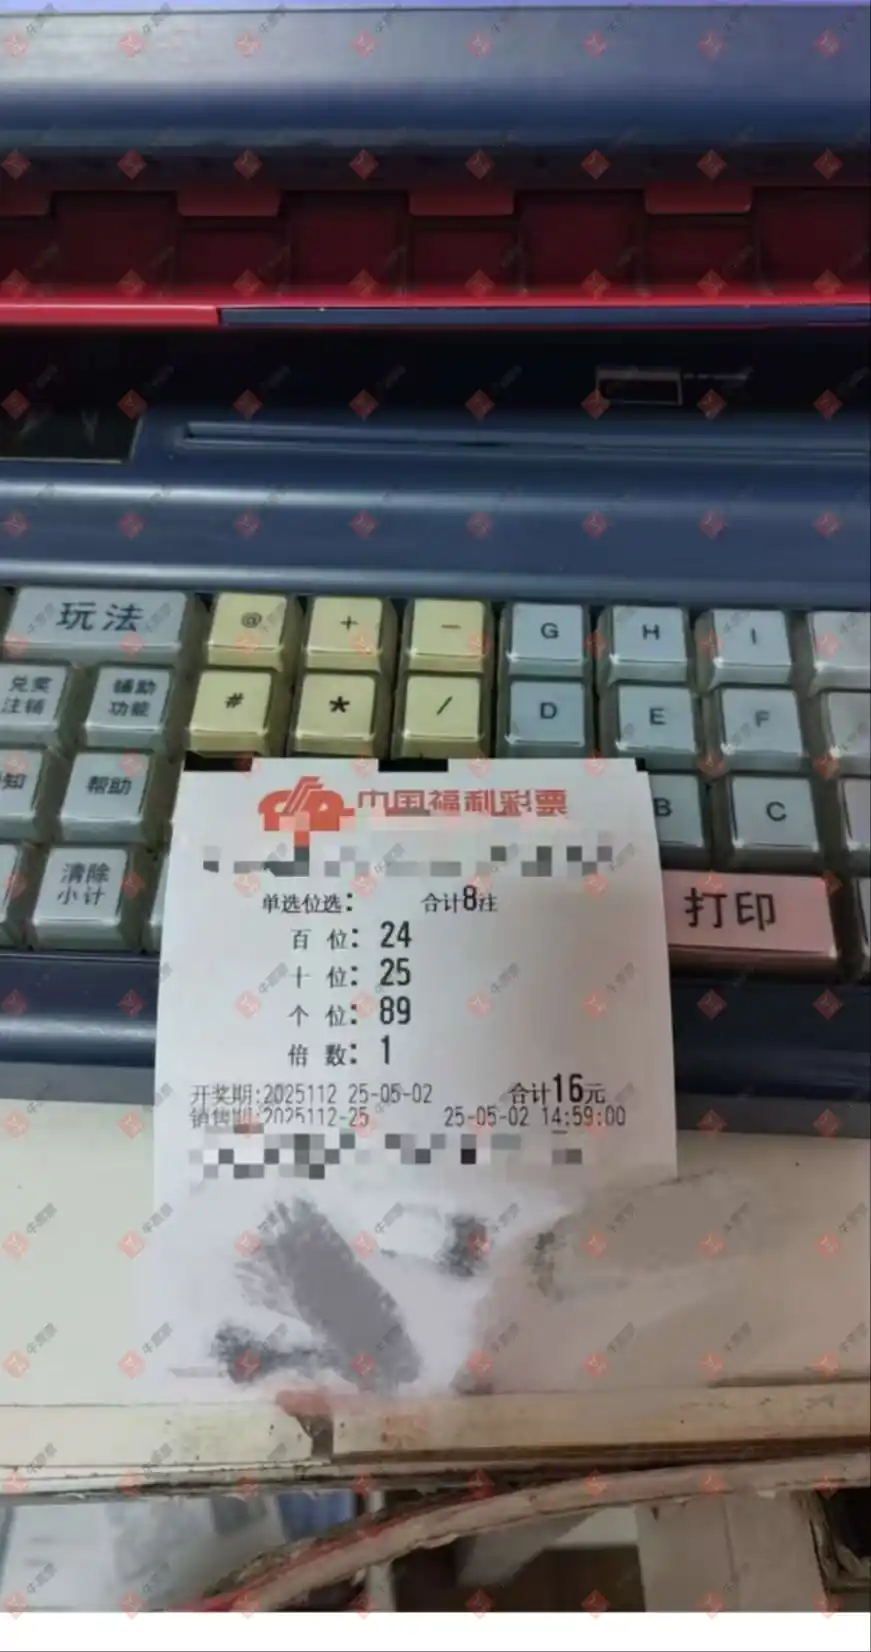 玩法 @ + － G H I
兑奖 注销 辅助 功能 # * / D E F
知 帮助 B C
清除 小计 打印
中国福利彩票
单选位选: 合计8注
百 位: 24
十 位: 25
个 位: 89
倍 数: 1
开奖期:2025112 25-05-02 合计16元
销售期:2025112-25 25-05-02 14:59:00